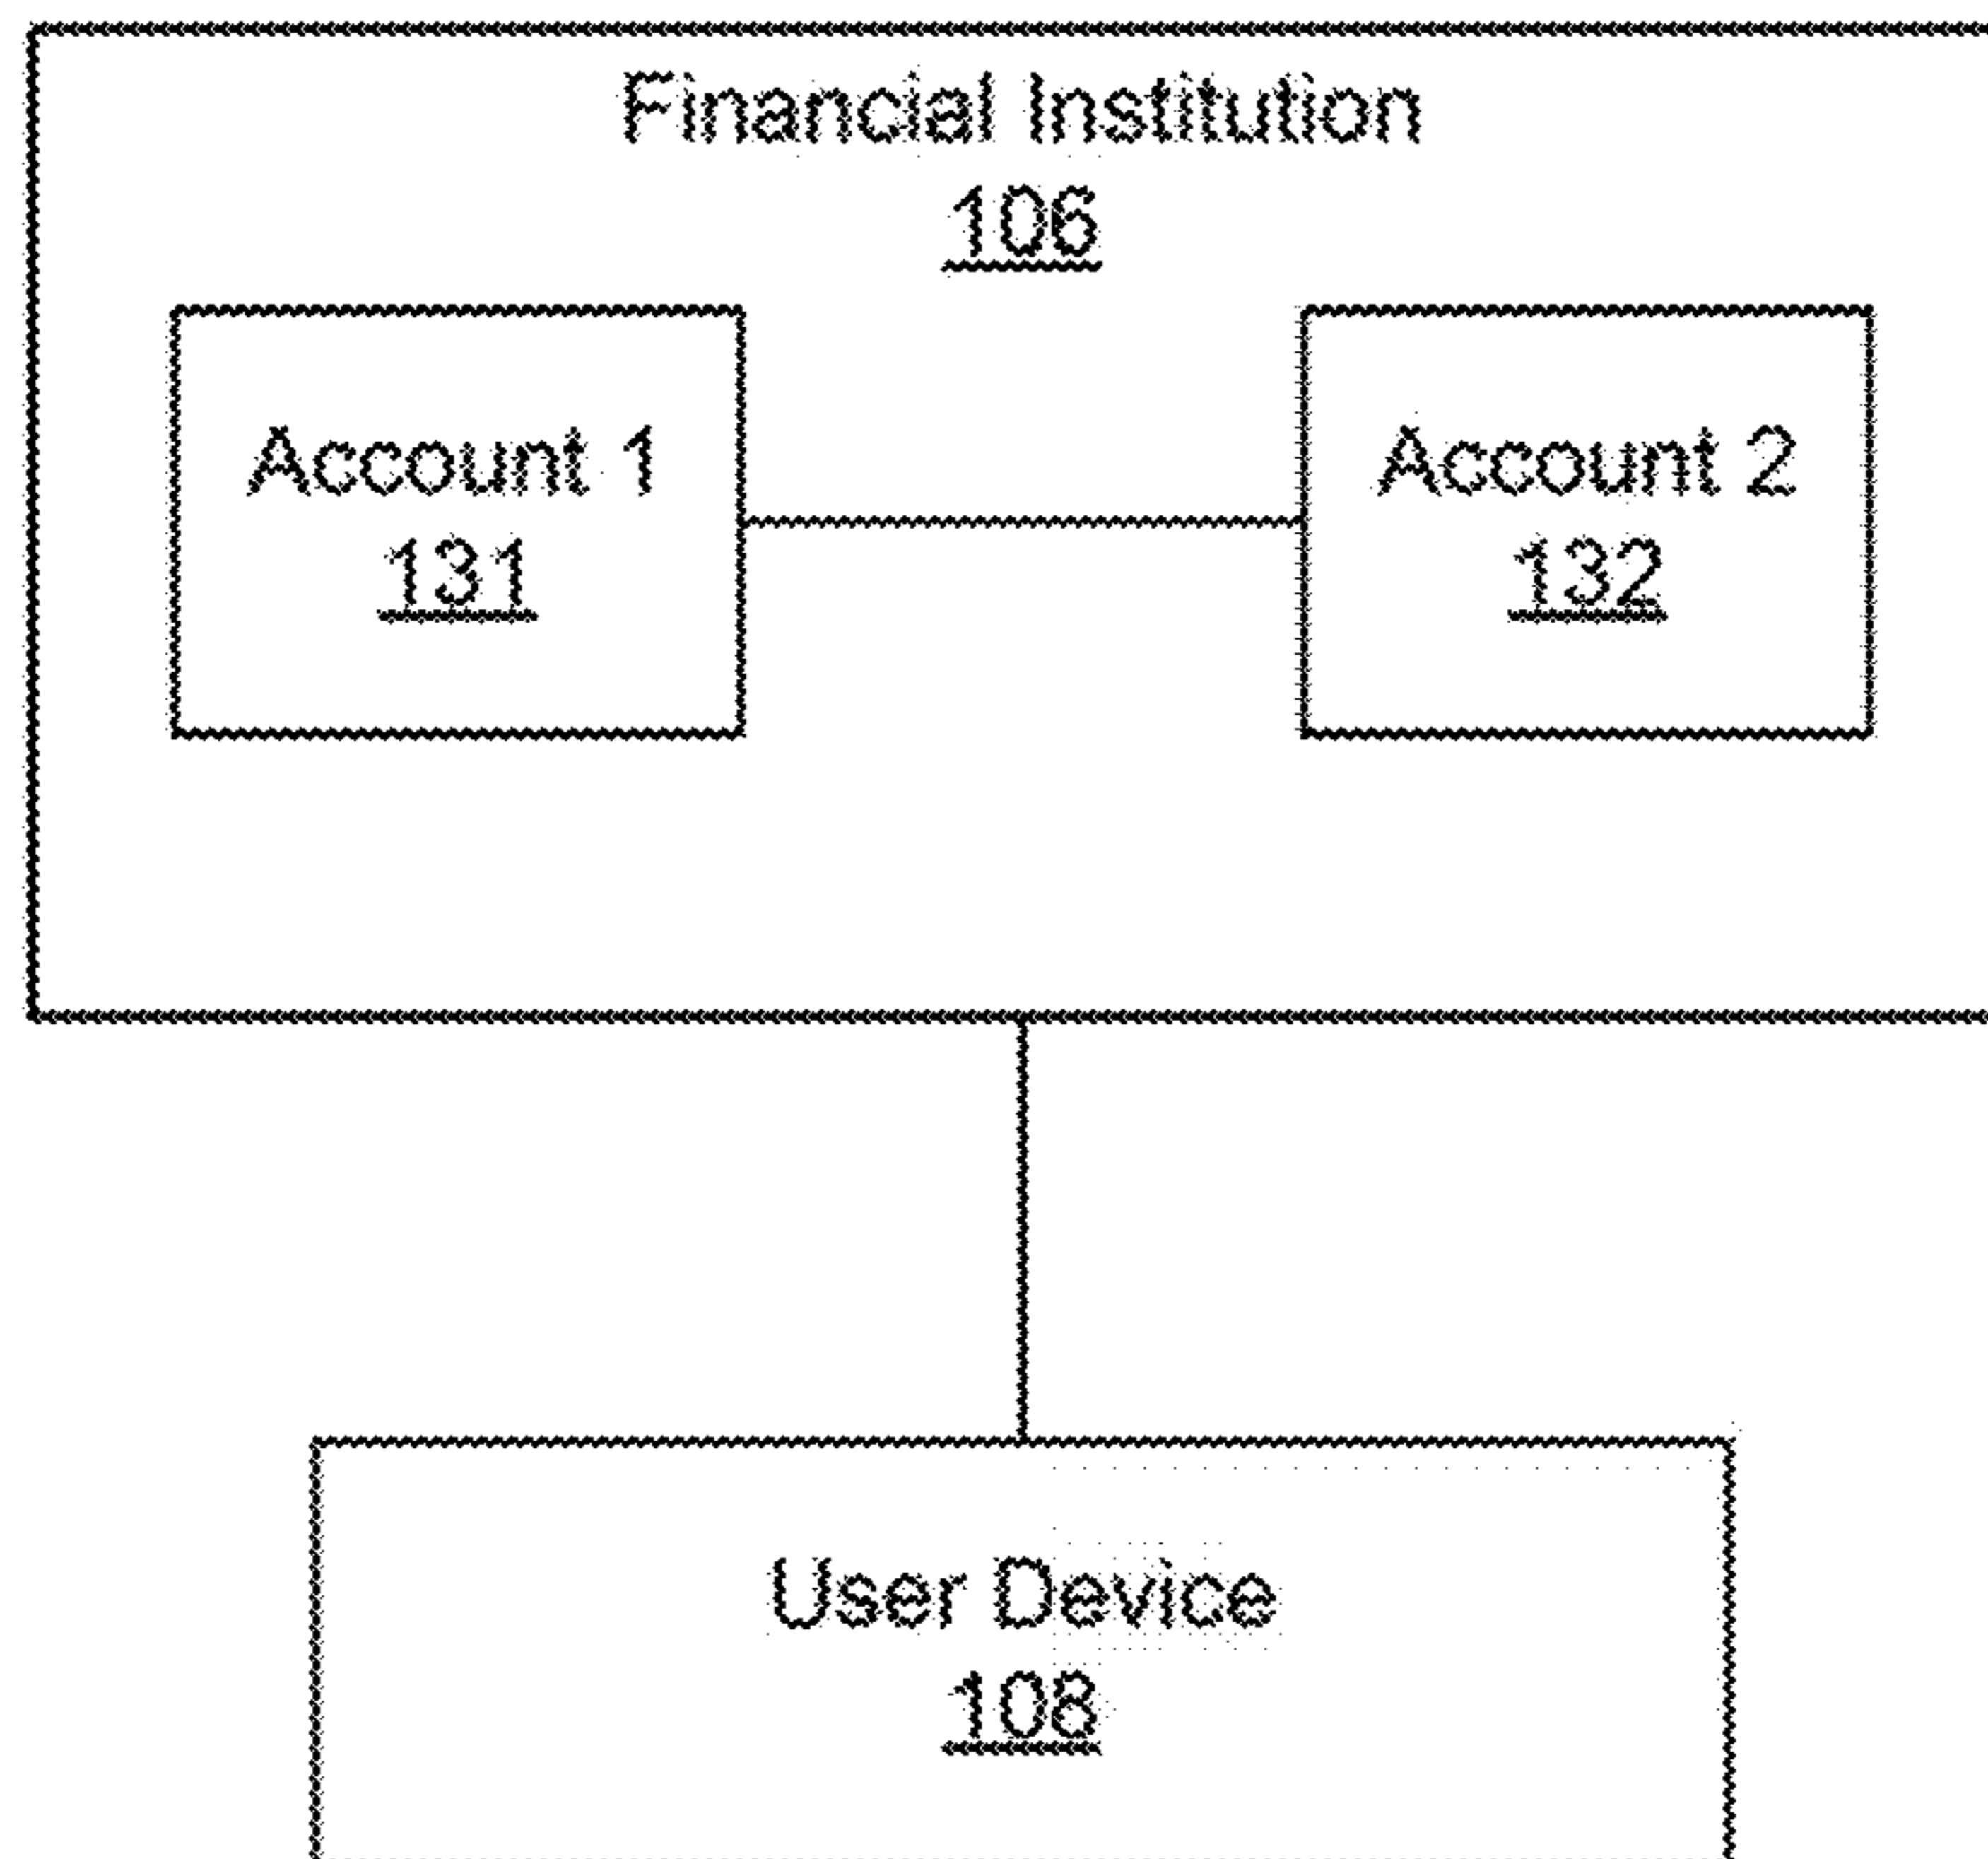 Financial Institution
106
Account 1
131
Account 2
132
User Device
108